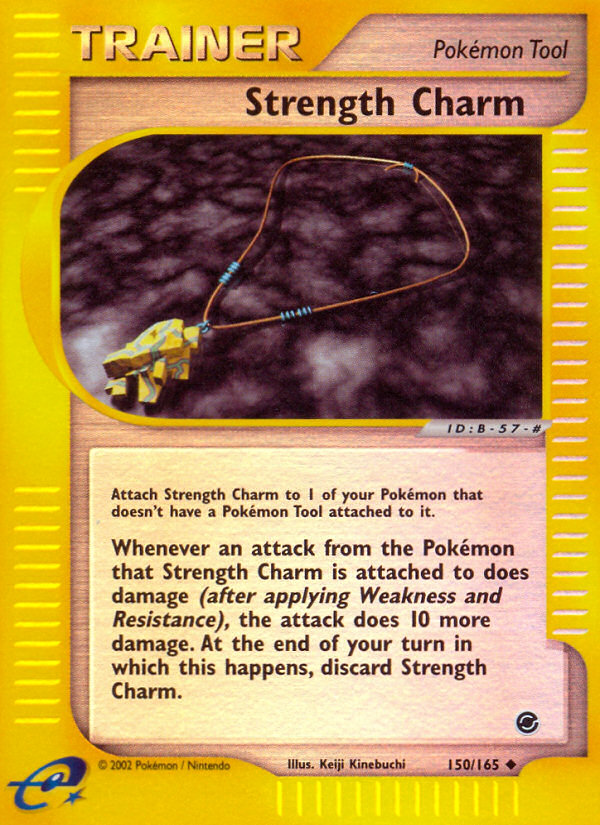 TRAINER
Pokémon Tool
Strength Charm
ID:B-57-#
Attach Strength Charm to 1 of your Pokémon that
doesn't have a Pokémon Tool attached to it.
Whenever an attack from the Pokémon
that Strength Charm is attached to does
damage (after applying Weakness and
Resistance), the attack does 10 more
damage. At the end of your turn in
which this happens, discard Strength
Charm.
© 2002 Pokémon / Nintendo
Illus. Keiji Kinebuchi
150/165 ◆